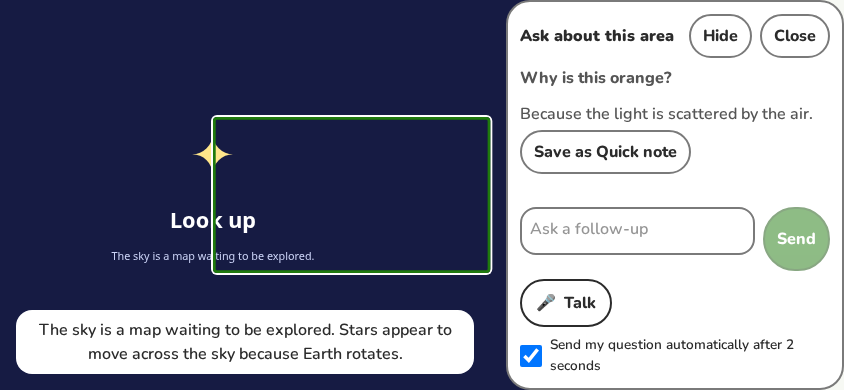 Look up
The sky is a map waiting to be explored.
The sky is a map waiting to be explored. Stars appear to
move across the sky because Earth rotates.
Ask about this area
Hide
Close
Why is this orange?
Because the light is scattered by the air.
Save as Quick note
Ask a follow-up
Send
Talk
Send my question automatically after 2
seconds